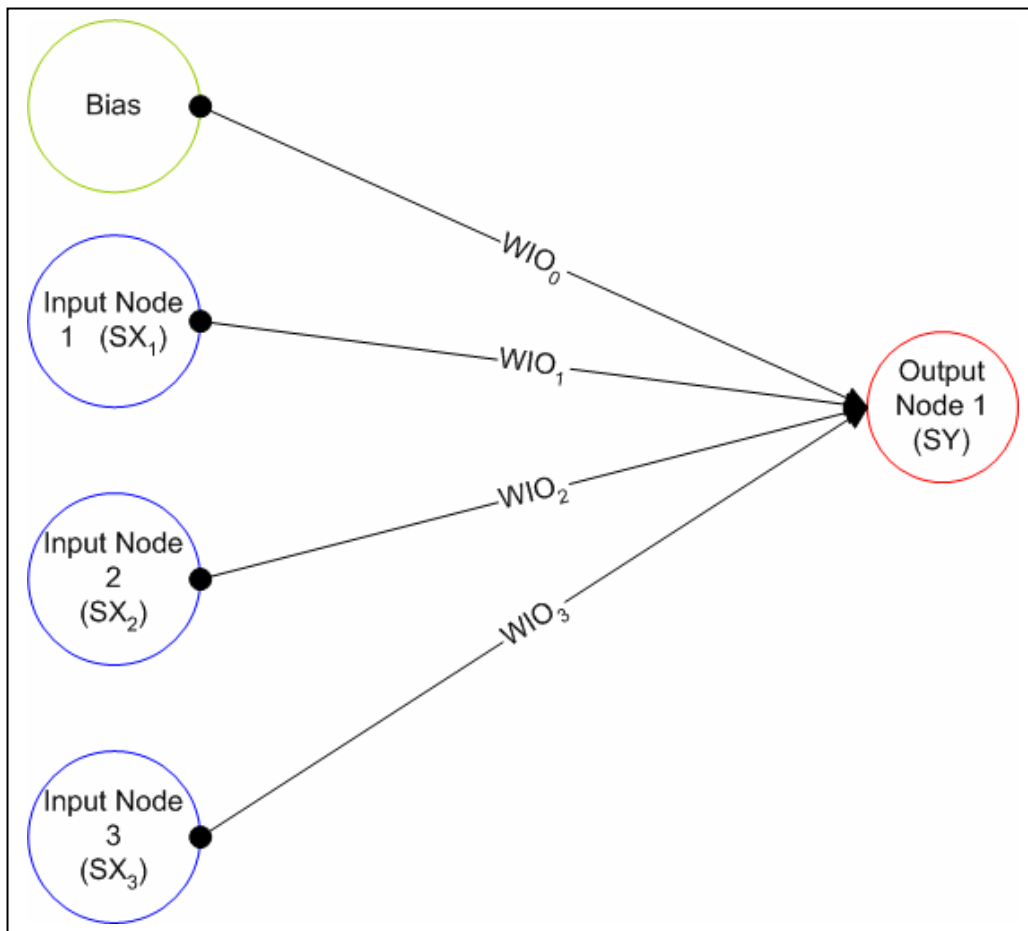 Bias
WIO₀
Input Node
1 (SX₁)
WIO₁
Output
Node 1
(SY)
Input Node
2
(SX₂)
WIO₂
WIO₃
Input Node
3
(SX₃)